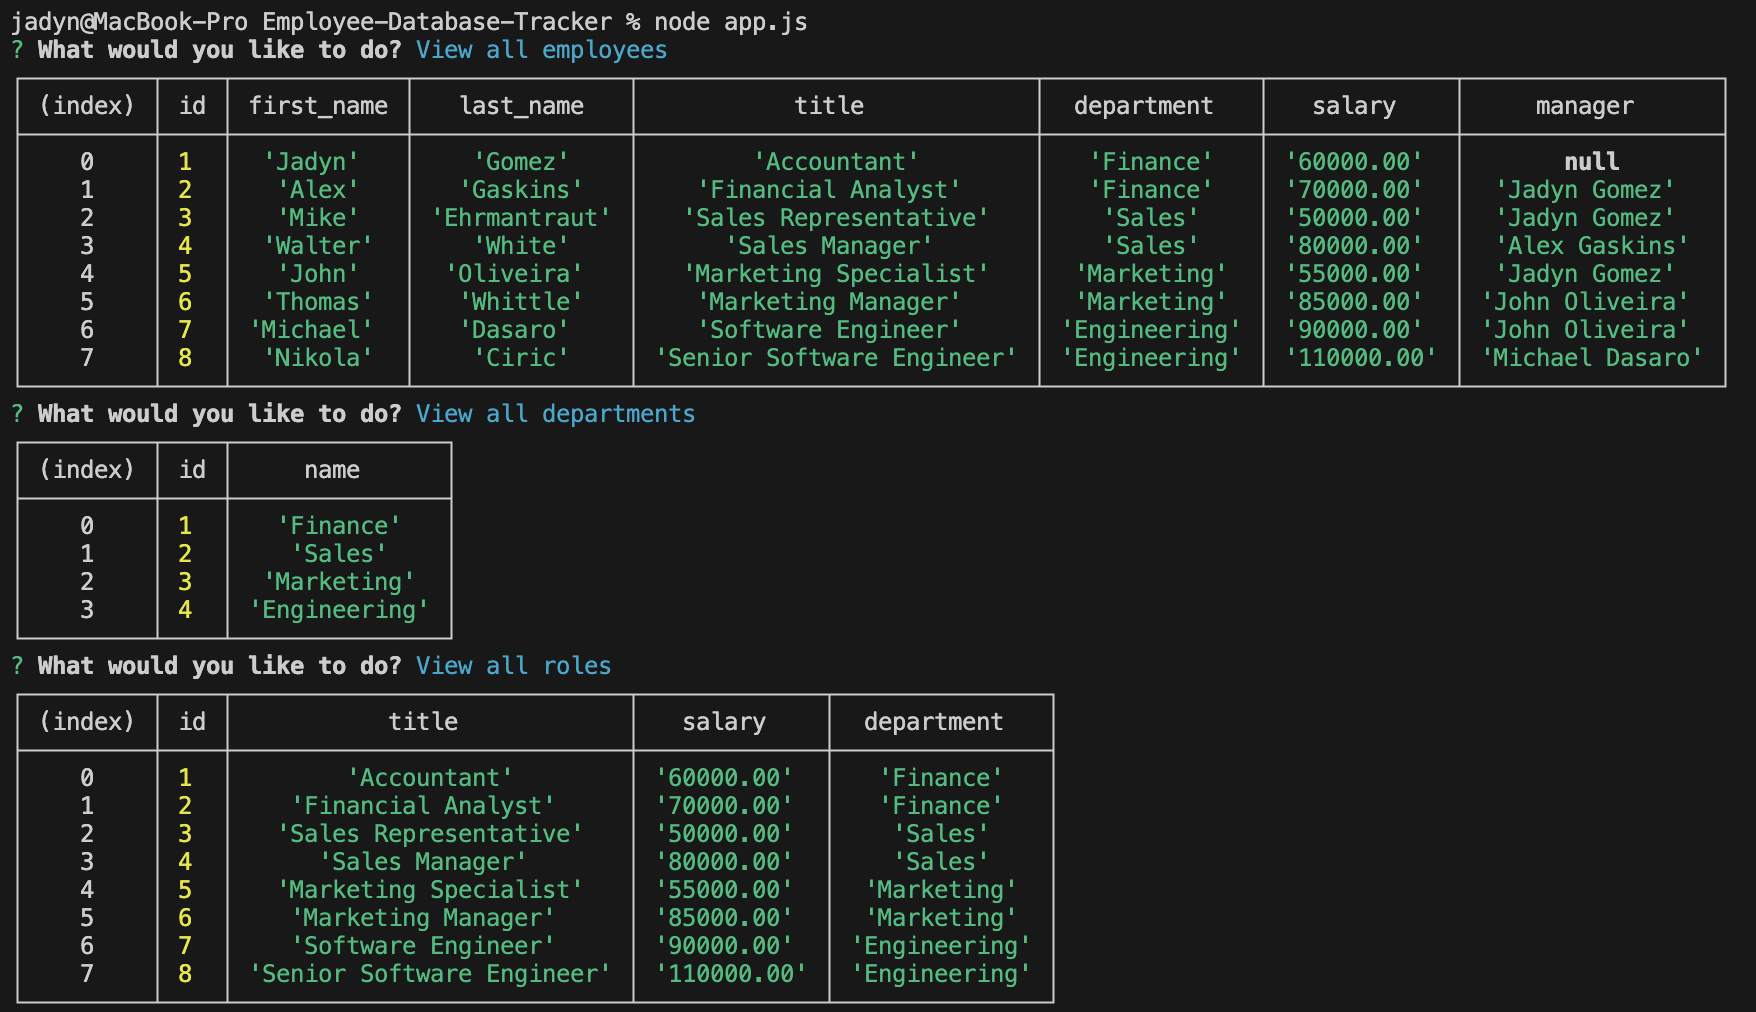 jadyn@MacBook-Pro Employee-Database-Tracker % node app.js
? What would you like to do? View all employees
(index) id first_name last_name title department salary manager
0 1 'Jadyn' 'Gomez' 'Accountant' 'Finance' '60000.00' null
1 2 'Alex' 'Gaskins' 'Financial Analyst' 'Finance' '70000.00' 'Jadyn Gomez'
2 3 'Mike' 'Ehrmantraut' 'Sales Representative' 'Sales' '50000.00' 'Jadyn Gomez'
3 4 'Walter' 'White' 'Sales Manager' 'Sales' '80000.00' 'Alex Gaskins'
4 5 'John' 'Oliveira' 'Marketing Specialist' 'Marketing' '55000.00' 'Jadyn Gomez'
5 6 'Thomas' 'Whittle' 'Marketing Manager' 'Marketing' '85000.00' 'John Oliveira'
6 7 'Michael' 'Dasaro' 'Software Engineer' 'Engineering' '90000.00' 'John Oliveira'
7 8 'Nikola' 'Ciric' 'Senior Software Engineer' 'Engineering' '110000.00' 'Michael Dasaro'
? What would you like to do? View all departments
(index) id name
0 1 'Finance'
1 2 'Sales'
2 3 'Marketing'
3 4 'Engineering'
? What would you like to do? View all roles
(index) id title salary department
0 1 'Accountant' '60000.00' 'Finance'
1 2 'Financial Analyst' '70000.00' 'Finance'
2 3 'Sales Representative' '50000.00' 'Sales'
3 4 'Sales Manager' '80000.00' 'Sales'
4 5 'Marketing Specialist' '55000.00' 'Marketing'
5 6 'Marketing Manager' '85000.00' 'Marketing'
6 7 'Software Engineer' '90000.00' 'Engineering'
7 8 'Senior Software Engineer' '110000.00' 'Engineering'